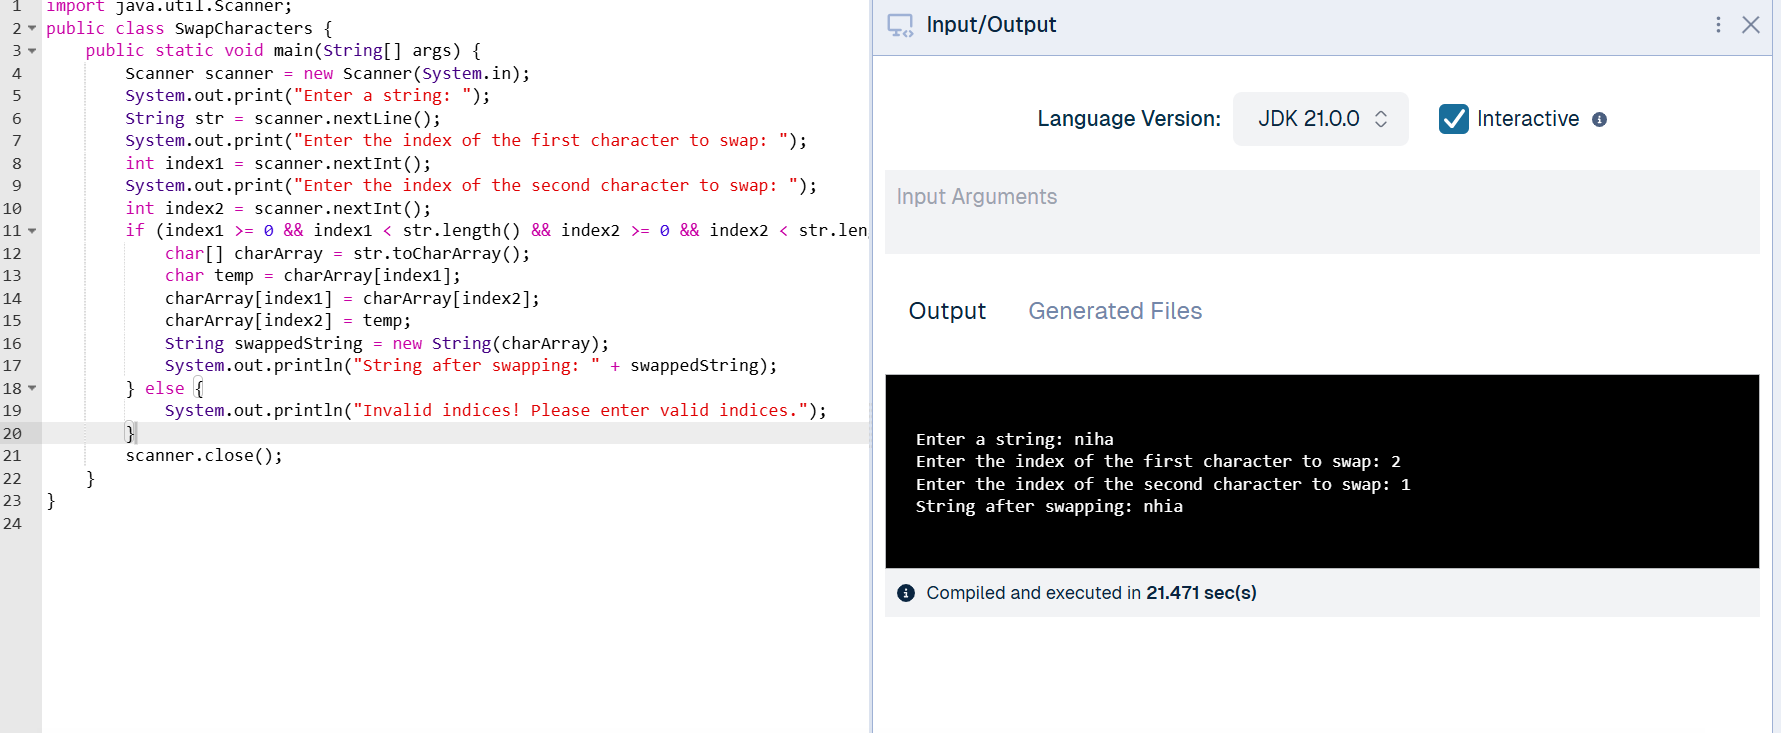 1 import java.util.Scanner;
2 public class SwapCharacters {
3 public static void main(String[] args) {
4 Scanner scanner = new Scanner(System.in);
5 System.out.print("Enter a string: ");
6 String str = scanner.nextLine();
7 System.out.print("Enter the index of the first character to swap: ");
8 int index1 = scanner.nextInt();
9 System.out.print("Enter the index of the second character to swap: ");
10 int index2 = scanner.nextInt();
11 if (index1 >= 0 && index1 < str.length() && index2 >= 0 && index2 < str.len
12 char[] charArray = str.toCharArray();
13 char temp = charArray[index1];
14 charArray[index1] = charArray[index2];
15 charArray[index2] = temp;
16 String swappedString = new String(charArray);
17 System.out.println("String after swapping: " + swappedString);
18 } else {
19 System.out.println("Invalid indices! Please enter valid indices.");
20 }
21 scanner.close();
22 }
23 }
24
Input/Output
Language Version: JDK 21.0.0 Interactive
Input Arguments
Output Generated Files
Enter a string: niha
Enter the index of the first character to swap: 2
Enter the index of the second character to swap: 1
String after swapping: nhia
Compiled and executed in 21.471 sec(s)